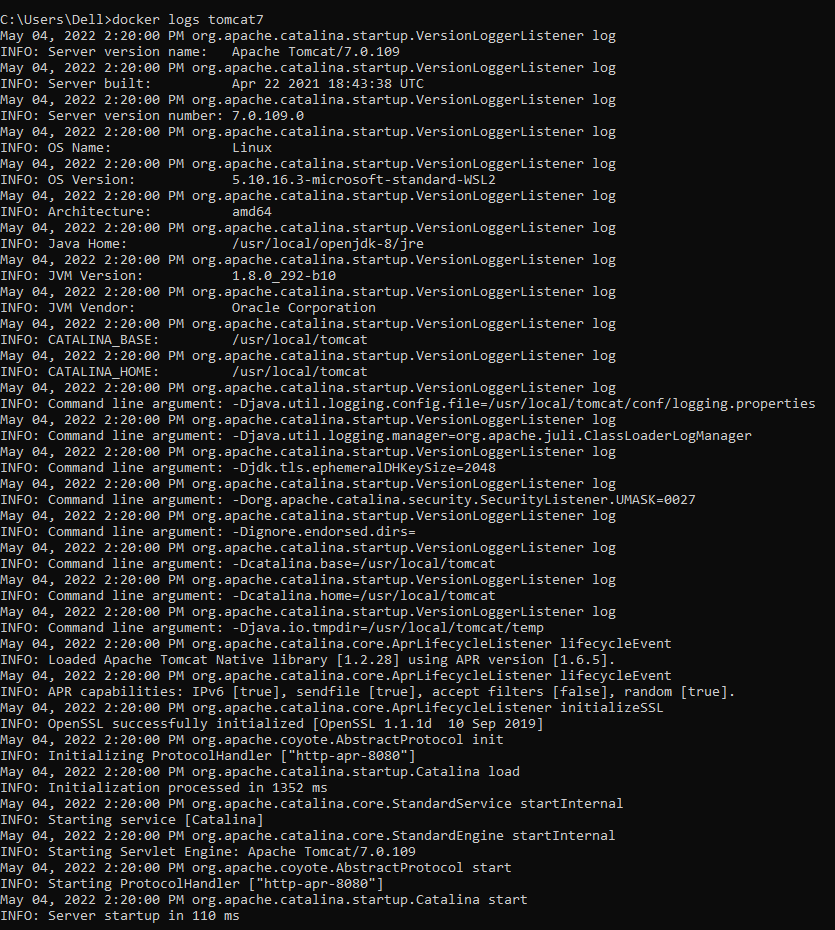 C:\Users\Dell>docker logs tomcat7
May 04, 2022 2:20:00 PM org.apache.catalina.startup.VersionLoggerListener log
INFO: Server version name:   Apache Tomcat/7.0.109
May 04, 2022 2:20:00 PM org.apache.catalina.startup.VersionLoggerListener log
INFO: Server built:          Apr 22 2021 18:43:38 UTC
May 04, 2022 2:20:00 PM org.apache.catalina.startup.VersionLoggerListener log
INFO: Server version number: 7.0.109.0
May 04, 2022 2:20:00 PM org.apache.catalina.startup.VersionLoggerListener log
INFO: OS Name:               Linux
May 04, 2022 2:20:00 PM org.apache.catalina.startup.VersionLoggerListener log
INFO: OS Version:            5.10.16.3-microsoft-standard-WSL2
May 04, 2022 2:20:00 PM org.apache.catalina.startup.VersionLoggerListener log
INFO: Architecture:          amd64
May 04, 2022 2:20:00 PM org.apache.catalina.startup.VersionLoggerListener log
INFO: Java Home:             /usr/local/openjdk-8/jre
May 04, 2022 2:20:00 PM org.apache.catalina.startup.VersionLoggerListener log
INFO: JVM Version:           1.8.0_292-b10
May 04, 2022 2:20:00 PM org.apache.catalina.startup.VersionLoggerListener log
INFO: JVM Vendor:            Oracle Corporation
May 04, 2022 2:20:00 PM org.apache.catalina.startup.VersionLoggerListener log
INFO: CATALINA_BASE:         /usr/local/tomcat
May 04, 2022 2:20:00 PM org.apache.catalina.startup.VersionLoggerListener log
INFO: CATALINA_HOME:         /usr/local/tomcat
May 04, 2022 2:20:00 PM org.apache.catalina.startup.VersionLoggerListener log
INFO: Command line argument: -Djava.util.logging.config.file=/usr/local/tomcat/conf/logging.properties
May 04, 2022 2:20:00 PM org.apache.catalina.startup.VersionLoggerListener log
INFO: Command line argument: -Djava.util.logging.manager=org.apache.juli.ClassLoaderLogManager
May 04, 2022 2:20:00 PM org.apache.catalina.startup.VersionLoggerListener log
INFO: Command line argument: -Djdk.tls.ephemeralDHKeySize=2048
May 04, 2022 2:20:00 PM org.apache.catalina.startup.VersionLoggerListener log
INFO: Command line argument: -Dorg.apache.catalina.security.SecurityListener.UMASK=0027
May 04, 2022 2:20:00 PM org.apache.catalina.startup.VersionLoggerListener log
INFO: Command line argument: -Dignore.endorsed.dirs=
May 04, 2022 2:20:00 PM org.apache.catalina.startup.VersionLoggerListener log
INFO: Command line argument: -Dcatalina.base=/usr/local/tomcat
May 04, 2022 2:20:00 PM org.apache.catalina.startup.VersionLoggerListener log
INFO: Command line argument: -Dcatalina.home=/usr/local/tomcat
May 04, 2022 2:20:00 PM org.apache.catalina.startup.VersionLoggerListener log
INFO: Command line argument: -Djava.io.tmpdir=/usr/local/tomcat/temp
May 04, 2022 2:20:00 PM org.apache.catalina.core.AprLifecycleListener lifecycleEvent
INFO: Loaded Apache Tomcat Native library [1.2.28] using APR version [1.6.5].
May 04, 2022 2:20:00 PM org.apache.catalina.core.AprLifecycleListener lifecycleEvent
INFO: APR capabilities: IPv6 [true], sendfile [true], accept filters [false], random [true].
May 04, 2022 2:20:00 PM org.apache.catalina.core.AprLifecycleListener initializeSSL
INFO: OpenSSL successfully initialized [OpenSSL 1.1.1d  10 Sep 2019]
May 04, 2022 2:20:00 PM org.apache.coyote.AbstractProtocol init
INFO: Initializing ProtocolHandler ["http-apr-8080"]
May 04, 2022 2:20:00 PM org.apache.catalina.startup.Catalina load
INFO: Initialization processed in 1352 ms
May 04, 2022 2:20:00 PM org.apache.catalina.core.StandardService startInternal
INFO: Starting service [Catalina]
May 04, 2022 2:20:00 PM org.apache.catalina.core.StandardEngine startInternal
INFO: Starting Servlet Engine: Apache Tomcat/7.0.109
May 04, 2022 2:20:00 PM org.apache.coyote.AbstractProtocol start
INFO: Starting ProtocolHandler ["http-apr-8080"]
May 04, 2022 2:20:00 PM org.apache.catalina.startup.Catalina start
INFO: Server startup in 110 ms